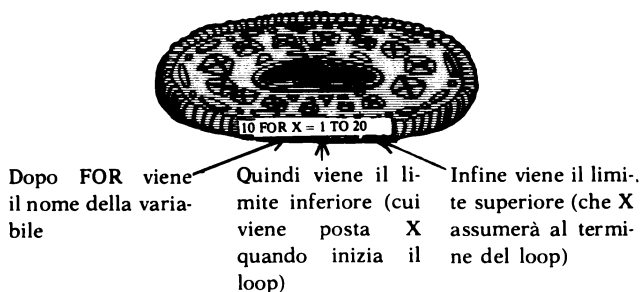 10 FOR X = 1 TO 20
Dopo FOR viene
il nome della varia-
bile
Quindi viene il li-
mite inferiore (cui
viene posta X
quando inizia il
loop)
Infine viene il limi-
te superiore (che X
assumerà al termi-
ne del loop)